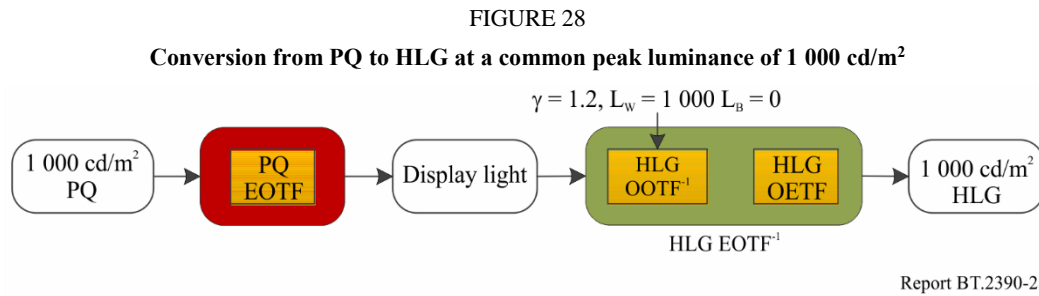 FIGURE 28
Conversion from PQ to HLG at a common peak luminance of 1 000 cd/m²
γ = 1.2, L_W = 1 000 L_B = 0
1 000 cd/m²
PQ
PQ
EOTF
Display light
HLG
OOTF⁻¹
HLG
OETF
1 000 cd/m²
HLG
HLG EOTF⁻¹
Report BT.2390-2